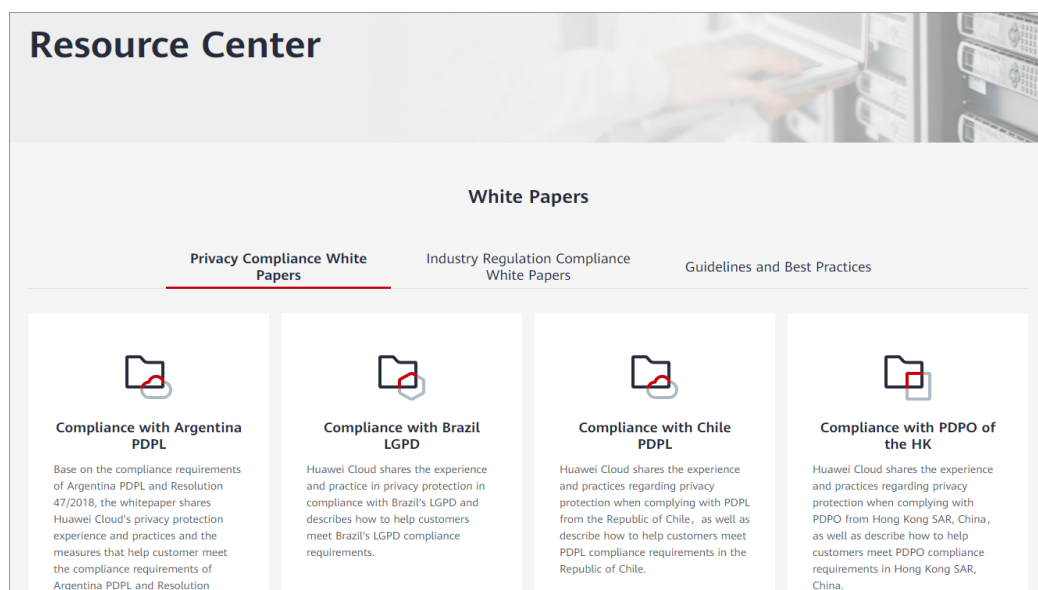 Resource Center
White Papers
Privacy Compliance White
Papers
Industry Regulation Compliance
White Papers
Guidelines and Best Practices
Compliance with Argentina
PDPL
Base on the compliance requirements
of Argentina PDPL and Resolution
47/2018, the whitepaper shares
Huawei Cloud's privacy protection
experience and practices and the
measures that help customer meet
the compliance requirements of
Argentina PDPL and Resolution
Compliance with Brazil
LGPD
Huawei Cloud shares the experience
and practice in privacy protection in
compliance with Brazil's LGPD and
describes how to help customers
meet Brazil's LGPD compliance
requirements.
Compliance with Chile
PDPL
Huawei Cloud shares the experience
and practices regarding privacy
protection when complying with PDPL
from the Republic of Chile, as well as
describe how to help customers meet
PDPL compliance requirements in the
Republic of Chile.
Compliance with PDPO of
the HK
Huawei Cloud shares the experience
and practices regarding privacy
protection when complying with
PDPO from Hong Kong SAR, China,
as well as describe how to help
customers meet PDPO compliance
requirements in Hong Kong SAR,
China.